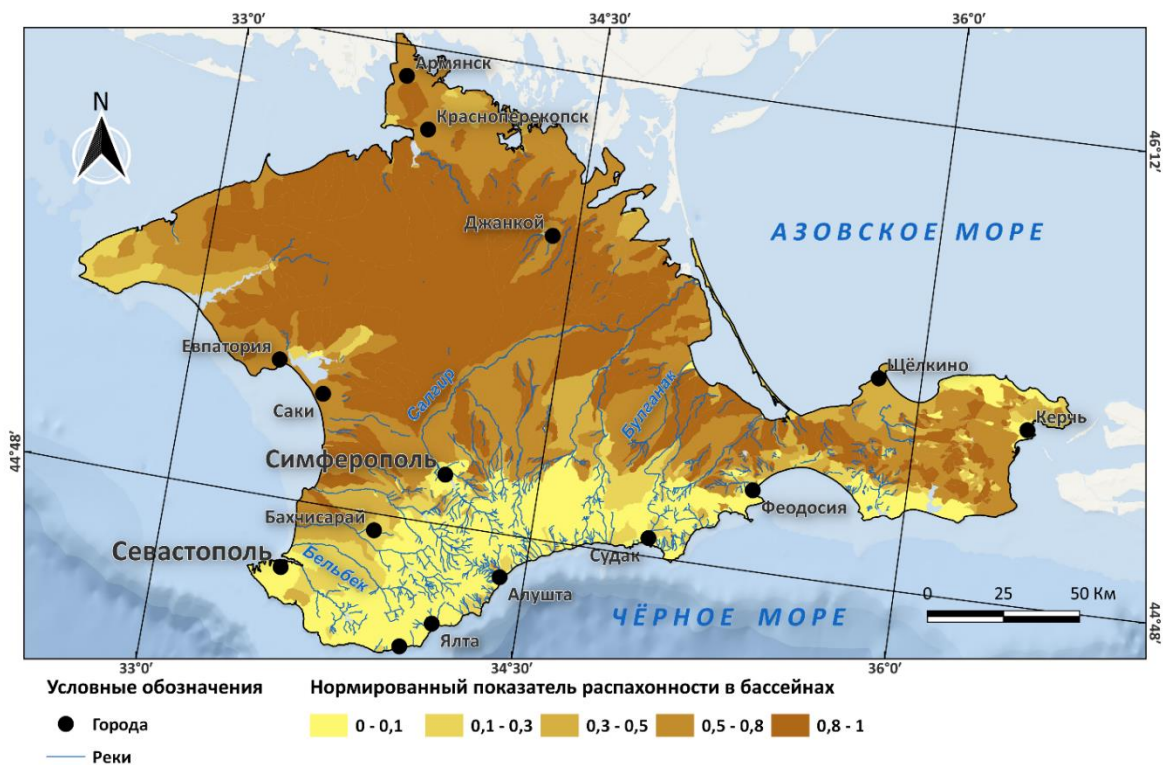 33°0'
34°30'
36°0'
Армянск
N
Красноперекопск
46°12'
Джанкой
АЗОВСКОЕ МОРЕ
Евпатория
Щёлкино
Саки
Салгир
Булганак
Керчь
44°48'
Симферополь
Феодосия
Бахчисарай
Севастополь
Бельбек
Судак
Алушта
0 25 50 Км
ЧЁРНОЕ МОРЕ
44°48'
Ялта
33°0'
34°30'
36°0'
Условные обозначения
Нормированный показатель распахонности в бассейнах
Города
0 - 0,1
0,1 - 0,3
0,3 - 0,5
0,5 - 0,8
0,8 - 1
Реки